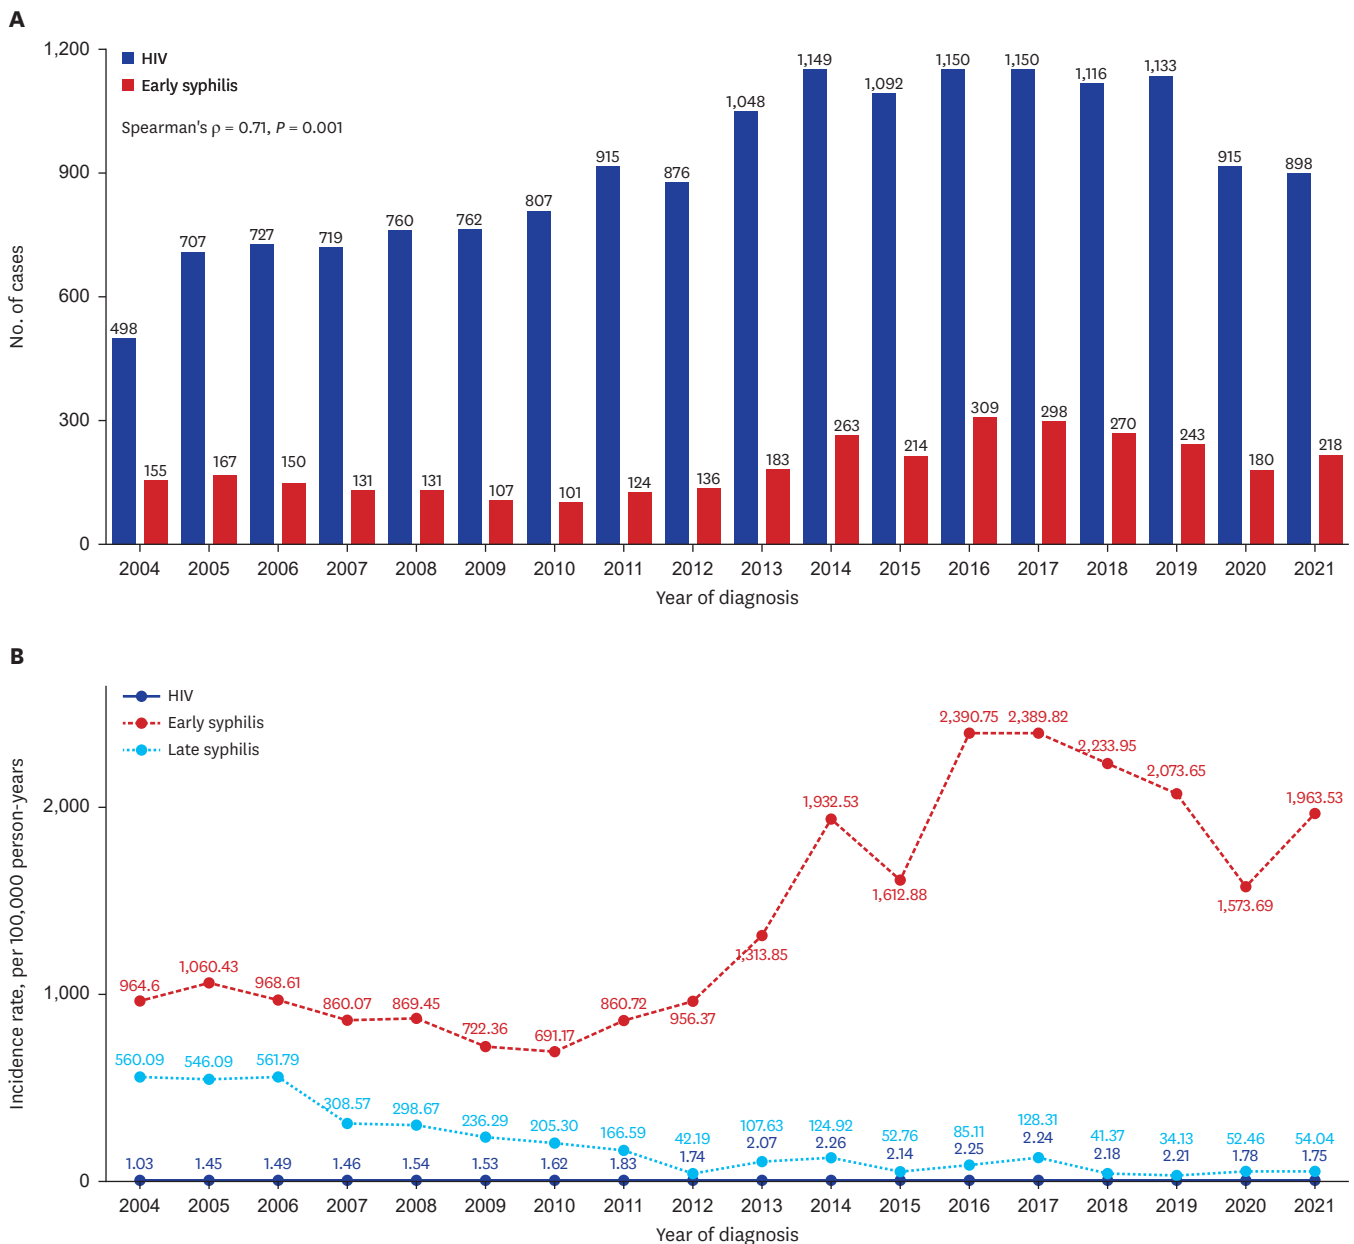 A
1,200
900
600
300
0
No. of cases
HIV
Early syphilis
Spearman's ρ = 0.71, P = 0.001
498 707 727 719 760 762 807 915 876 1,048 1,149 1,092 1,150 1,150 1,116 1,133 915 898
155 167 150 131 131 107 101 124 136 183 263 214 309 298 270 243 180 218
2004 2005 2006 2007 2008 2009 2010 2011 2012 2013 2014 2015 2016 2017 2018 2019 2020 2021
Year of diagnosis
B
2,000
1,000
0
Incidence rate, per 100,000 person-years
HIV
Early syphilis
Late syphilis
964.6 1,060.43 968.61 860.07 869.45 722.36 691.17 860.72 956.37 1,313.85 1,932.53 1,612.88 2,390.75 2,389.82 2,233.95 2,073.65 1,573.69 1,963.53
560.09 546.09 561.79 308.57 298.67 236.29 205.30 166.59 42.19 107.63 124.92 52.76 85.11 128.31 41.37 34.13 52.46 54.04
1.03 1.45 1.49 1.46 1.54 1.53 1.62 1.83 1.74 2.07 2.26 2.14 2.25 2.24 2.18 2.21 1.78 1.75
2004 2005 2006 2007 2008 2009 2010 2011 2012 2013 2014 2015 2016 2017 2018 2019 2020 2021
Year of diagnosis